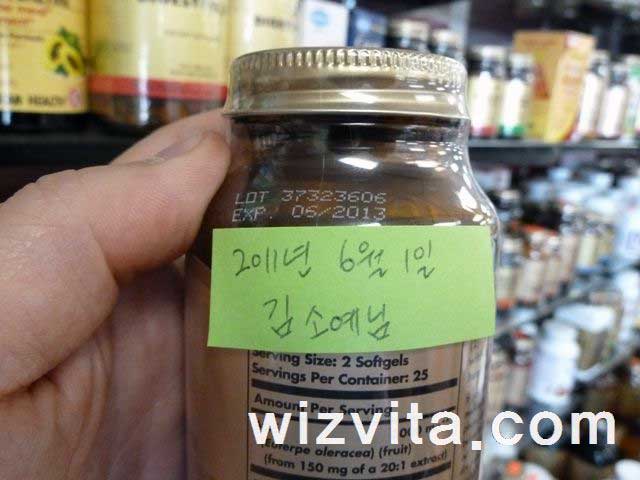 LOT 37323606
EXP. 06/2013
2011년 6월 1일
김소예님
Serving Size: 2 Softgels
Servings Per Container: 25
Amount Per Serving
(euterpe oleracea) (fruit)
(from 150 mg of a 20:1 extract)
wizvita.com